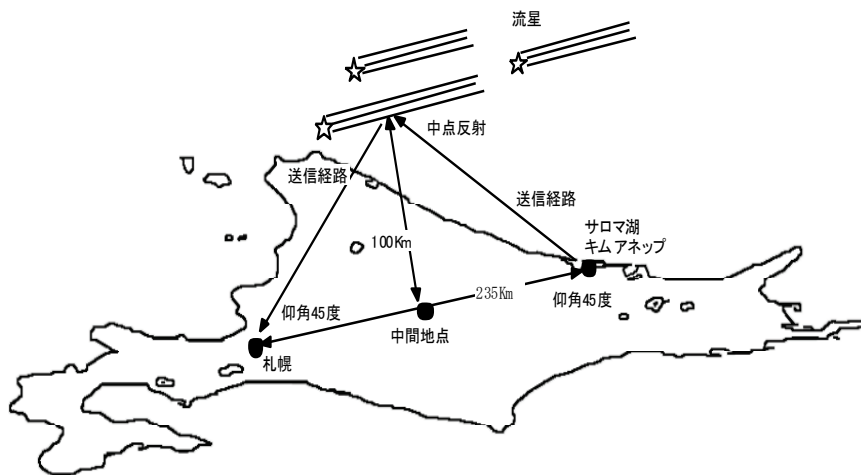 流星
中点反射
送信経路
送信経路
サロマ湖
キムアネップ
100Km
235Km
仰角45度
仰角45度
中間地点
札幌